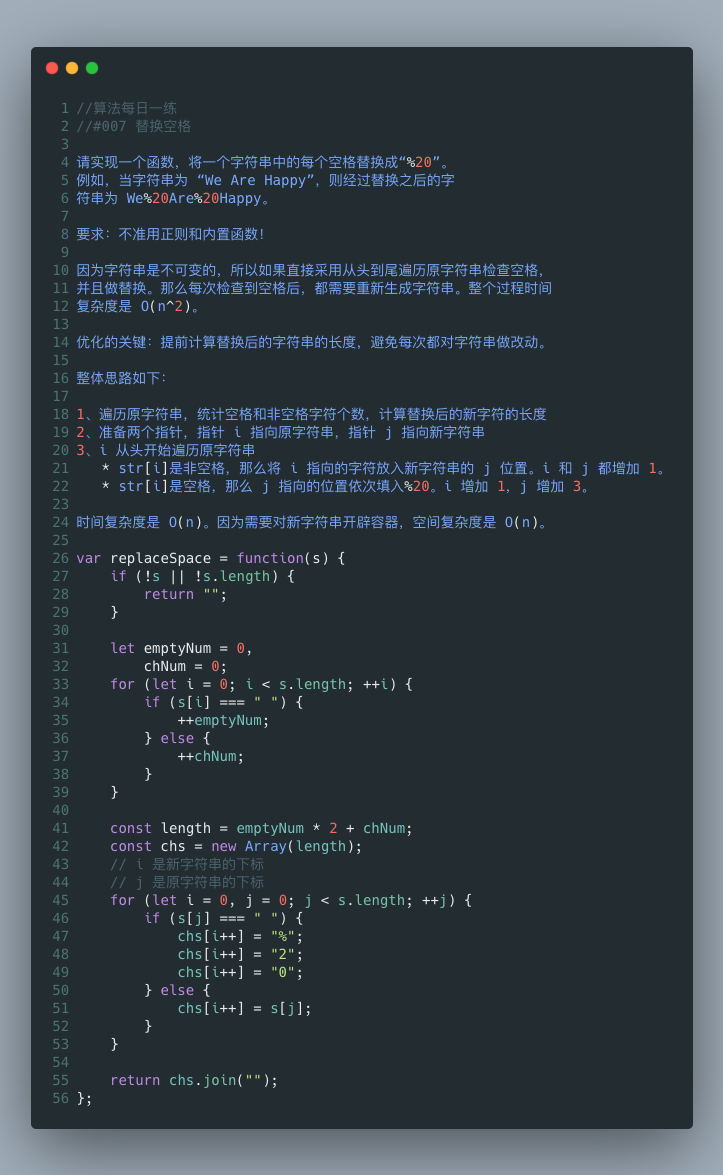 1 //算法每日一练
2 //#007 替换空格
3
4 请实现一个函数，将一个字符串中的每个空格替换成“%20”。
5 例如，当字符串为 “We Are Happy”，则经过替换之后的字
6 符串为 We%20Are%20Happy。
7
8 要求：不准用正则和内置函数！
9
10 因为字符串是不可变的，所以如果直接采用从头到尾遍历原字符串检查空格，
11 并且做替换。那么每次检查到空格后，都需要重新生成字符串。整个过程时间
12 复杂度是 O(n^2)。
13
14 优化的关键：提前计算替换后的字符串的长度，避免每次都对字符串做改动。
15
16 整体思路如下：
17
18 1、遍历原字符串，统计空格和非空格字符个数，计算替换后的新字符的长度
19 2、准备两个指针，指针 i 指向原字符串，指针 j 指向新字符串
20 3、i 从头开始遍历原字符串
21    * str[i]是非空格，那么将 i 指向的字符放入新字符串的 j 位置。i 和 j 都增加 1。
22    * str[i]是空格，那么 j 指向的位置依次填入%20。i 增加 1，j 增加 3。
23
24 时间复杂度是 O(n)。因为需要对新字符串开辟容器，空间复杂度是 O(n)。
25
26 var replaceSpace = function(s) {
27     if (!s || !s.length) {
28         return "";
29     }
30
31     let emptyNum = 0,
32         chNum = 0;
33     for (let i = 0; i < s.length; ++i) {
34         if (s[i] === " ") {
35             ++emptyNum;
36         } else {
37             ++chNum;
38         }
39     }
40
41     const length = emptyNum * 2 + chNum;
42     const chs = new Array(length);
43     // i 是新字符串的下标
44     // j 是原字符串的下标
45     for (let i = 0, j = 0; j < s.length; ++j) {
46         if (s[j] === " ") {
47             chs[i++] = "%";
48             chs[i++] = "2";
49             chs[i++] = "0";
50         } else {
51             chs[i++] = s[j];
52         }
53     }
54
55     return chs.join("");
56 };